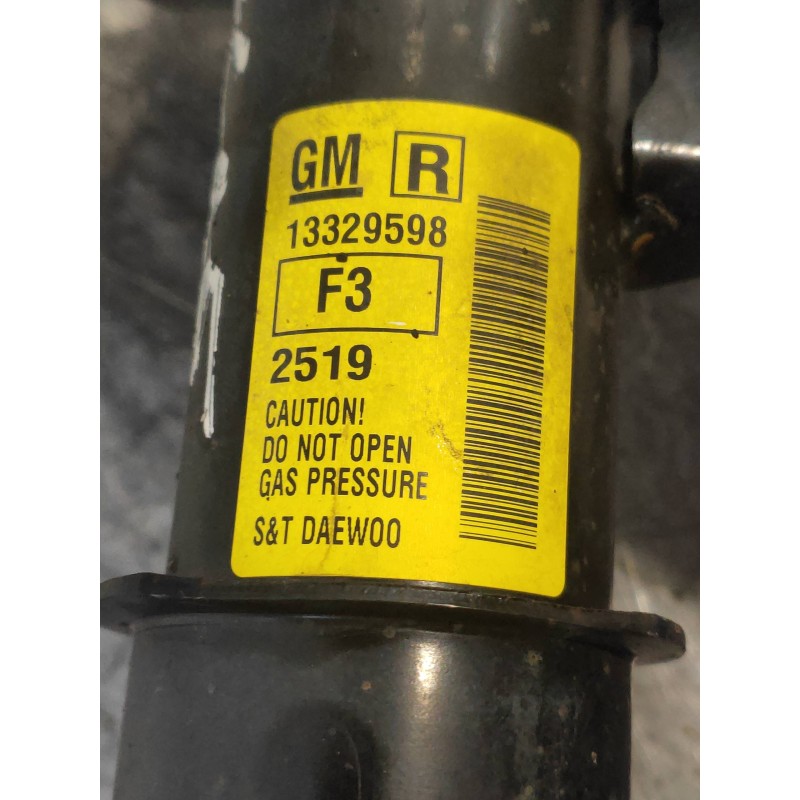 GM R
13329598
F3
2519
CAUTION!
DO NOT OPEN
GAS PRESSURE
S&T DAEWOO